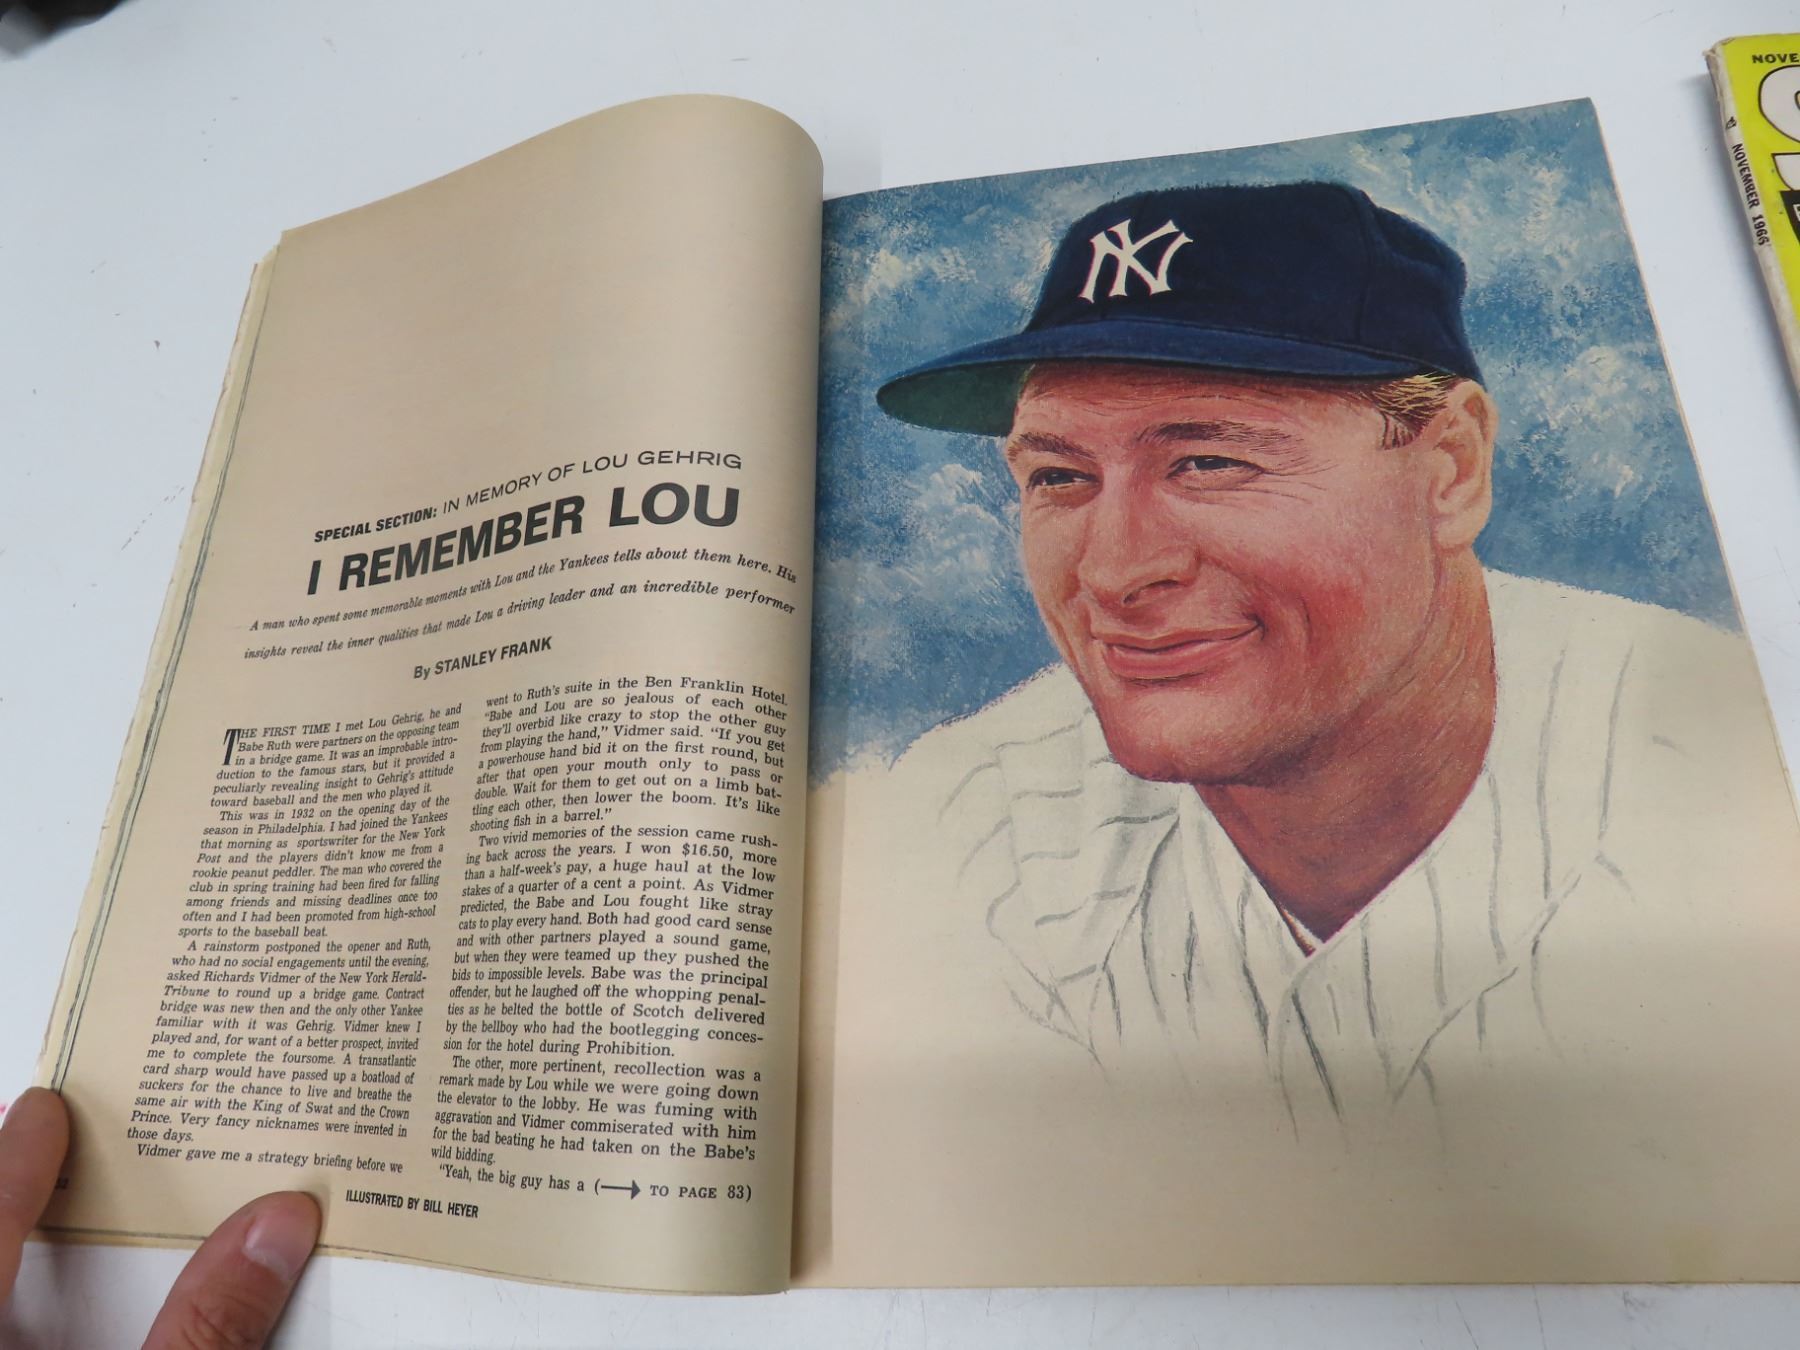 SPECIAL SECTION: IN MEMORY OF LOU GEHRIG
I REMEMBER LOU
A man who spent some memorable moments with Lou and the Yankees tells about them here. His
insights reveal the inner qualities that made Lou a driving leader and an incredible performer
By STANLEY FRANK
THE FIRST TIME I met Lou Gehrig, he and
Babe Ruth were partners on the opposing team
in a bridge game. It was an improbable intro-
duction to the famous stars, but it provided a
peculiarly revealing insight to Gehrig's attitude
toward baseball and the men who played it.
This was in 1932 on the opening day of the
season in Philadelphia. I had joined the Yankees
that morning as sportswriter for the New York
Post and the players didn't know me from a
rookie peanut peddler. The man who covered the
club in spring training had been fired for falling
among friends and missing deadlines once too
often and I had been promoted from high-school
sports to the baseball beat.
A rainstorm postponed the opener and Ruth,
who had no social engagements until the evening,
asked Richards Vidmer of the New York Herald-
Tribune to round up a bridge game. Contract
bridge was new then and the only other Yankee
familiar with it was Gehrig. Vidmer knew I
played and, for want of a better prospect, invited
me to complete the foursome. A transatlantic
card sharp would have passed up a boatload of
suckers for the chance to live and breathe the
same air with the King of Swat and the Crown
Prince. Very fancy nicknames were invented in
those days.
Vidmer gave me a strategy briefing before we
went to Ruth's suite in the Ben Franklin Hotel.
"Babe and Lou are so jealous of each other
they'll overbid like crazy to stop the other guy
from playing the hand," Vidmer said. "If you get
a powerhouse hand bid it on the first round, but
after that open your mouth only to pass or
double. Wait for them to get out on a limb bat-
tling each other, then lower the boom. It's like
shooting fish in a barrel."
Two vivid memories of the session came rush-
ing back across the years. I won $16.50, more
than a half-week's pay, a huge haul at the low
stakes of a quarter of a cent a point. As Vidmer
predicted, the Babe and Lou fought like stray
cats to play every hand. Both had good card sense
and with other partners played a sound game,
but when they were teamed up they pushed the
bids to impossible levels. Babe was the principal
offender, but he laughed off the whopping penal-
ties as he belted the bottle of Scotch delivered
by the bellboy who had the bootlegging conces-
sion for the hotel during Prohibition.
The other, more pertinent, recollection was a
remark made by Lou while we were going down
the elevator to the lobby. He was fuming with
aggravation and Vidmer commiserated with him
for the bad beating he had taken on the Babe's
wild bidding.
"Yeah, the big guy has a (→ TO PAGE 83)
ILLUSTRATED BY BILL HEYER
NY
NOVEMBER 1966